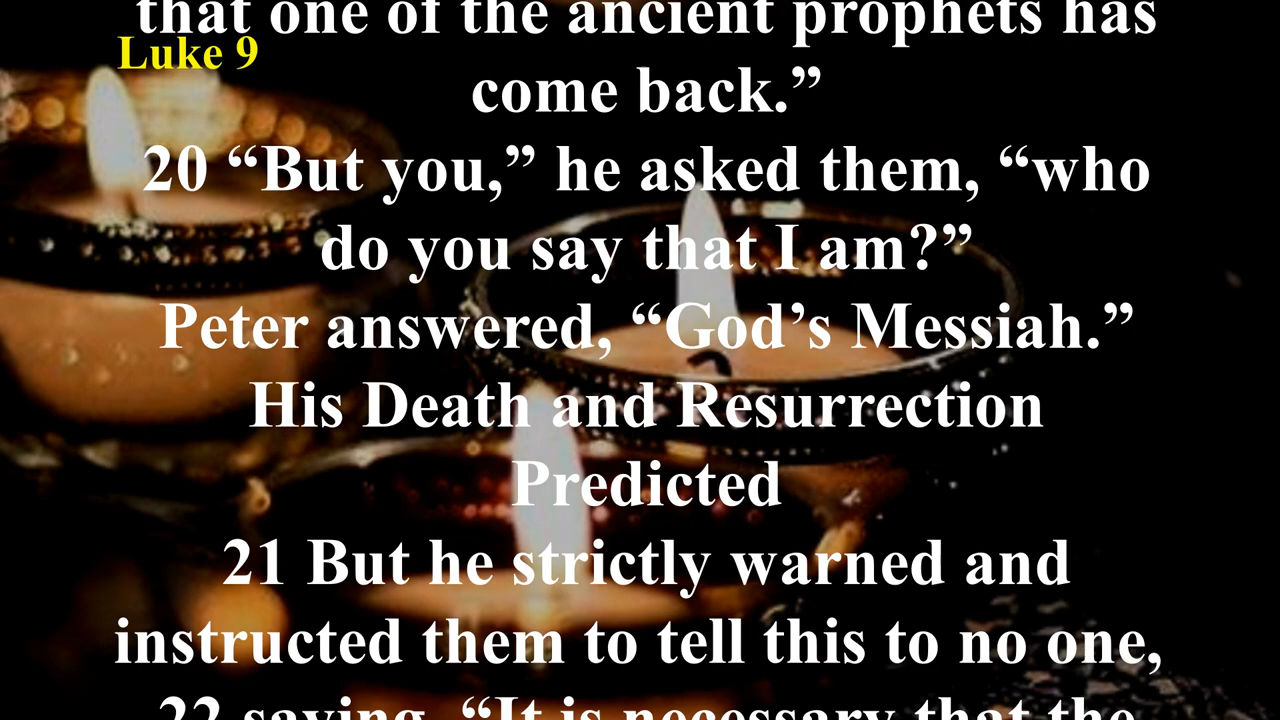 that one of the ancient prophets has
Luke 9
come back.”
20 “But you,” he asked them, “who
do you say that I am?”
Peter answered, “God’s Messiah.”
His Death and Resurrection
Predicted
21 But he strictly warned and
instructed them to tell this to no one,
22 saying, “It is necessary that the